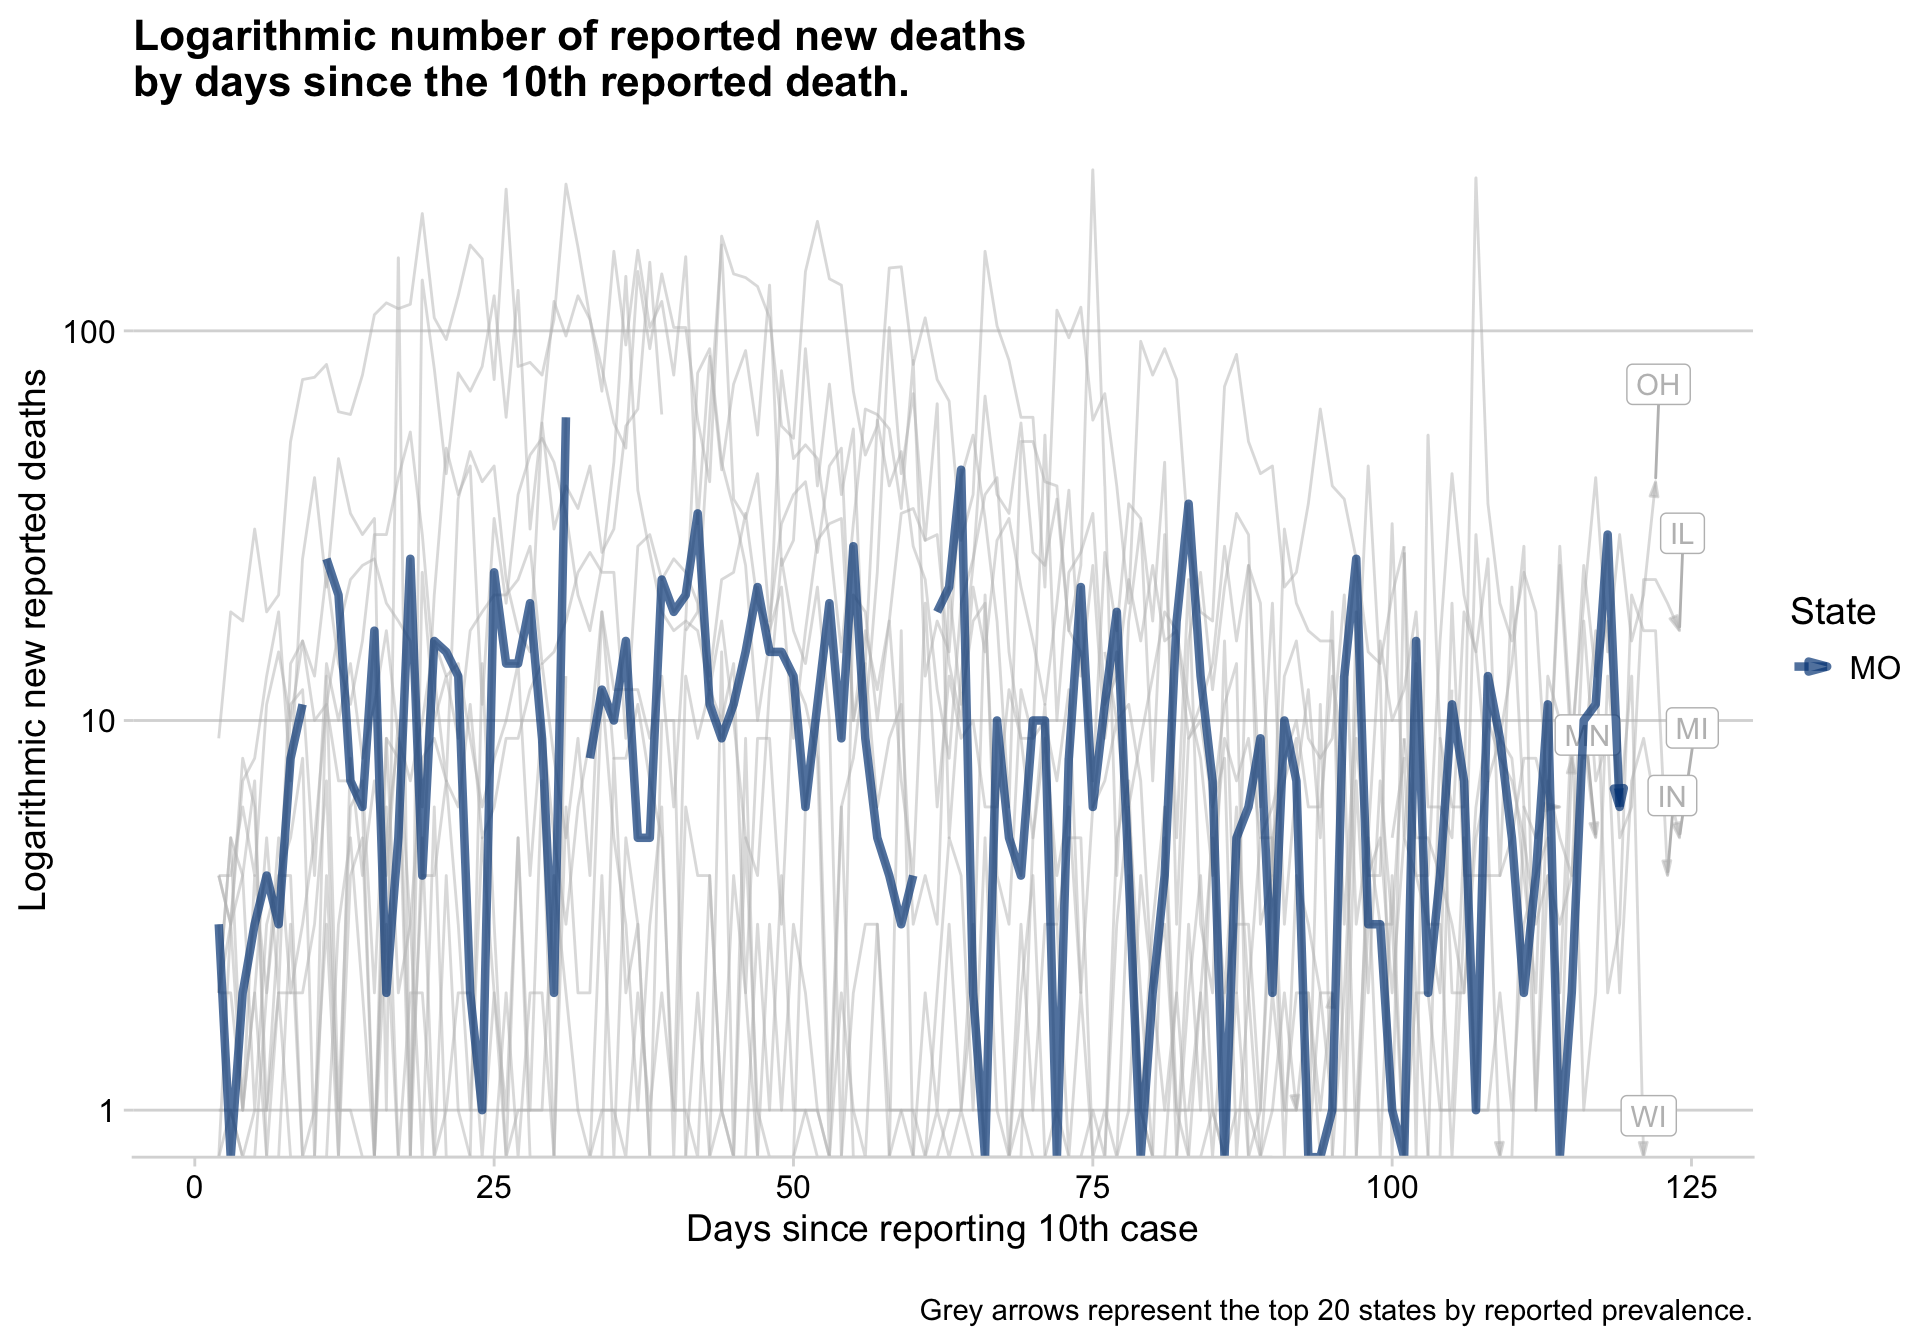 Logarithmic number of reported new deaths
by days since the 10th reported death.
Logarithmic new reported deaths
100
10
1
OH
IL
MN
MI
IN
WI
State
MO
0
25
50
75
100
125
Days since reporting 10th case
Grey arrows represent the top 20 states by reported prevalence.